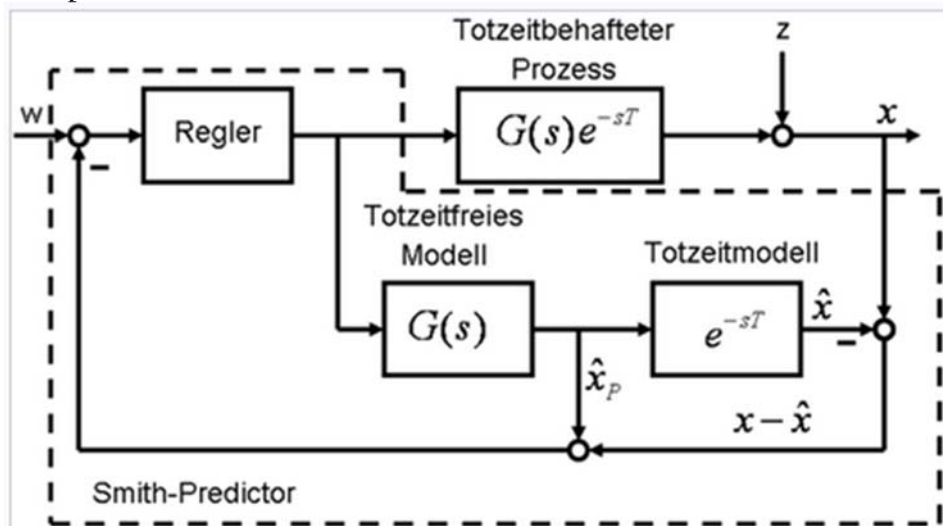 Totzeitbehafteter
Prozess
z
w
Regler
G(s)e^{-sT}
x
−
Totzeitfreies
Modell
Totzeitmodell
G(s)
e^{-sT}
x̂
−
x̂_P
x − x̂
Smith-Predictor